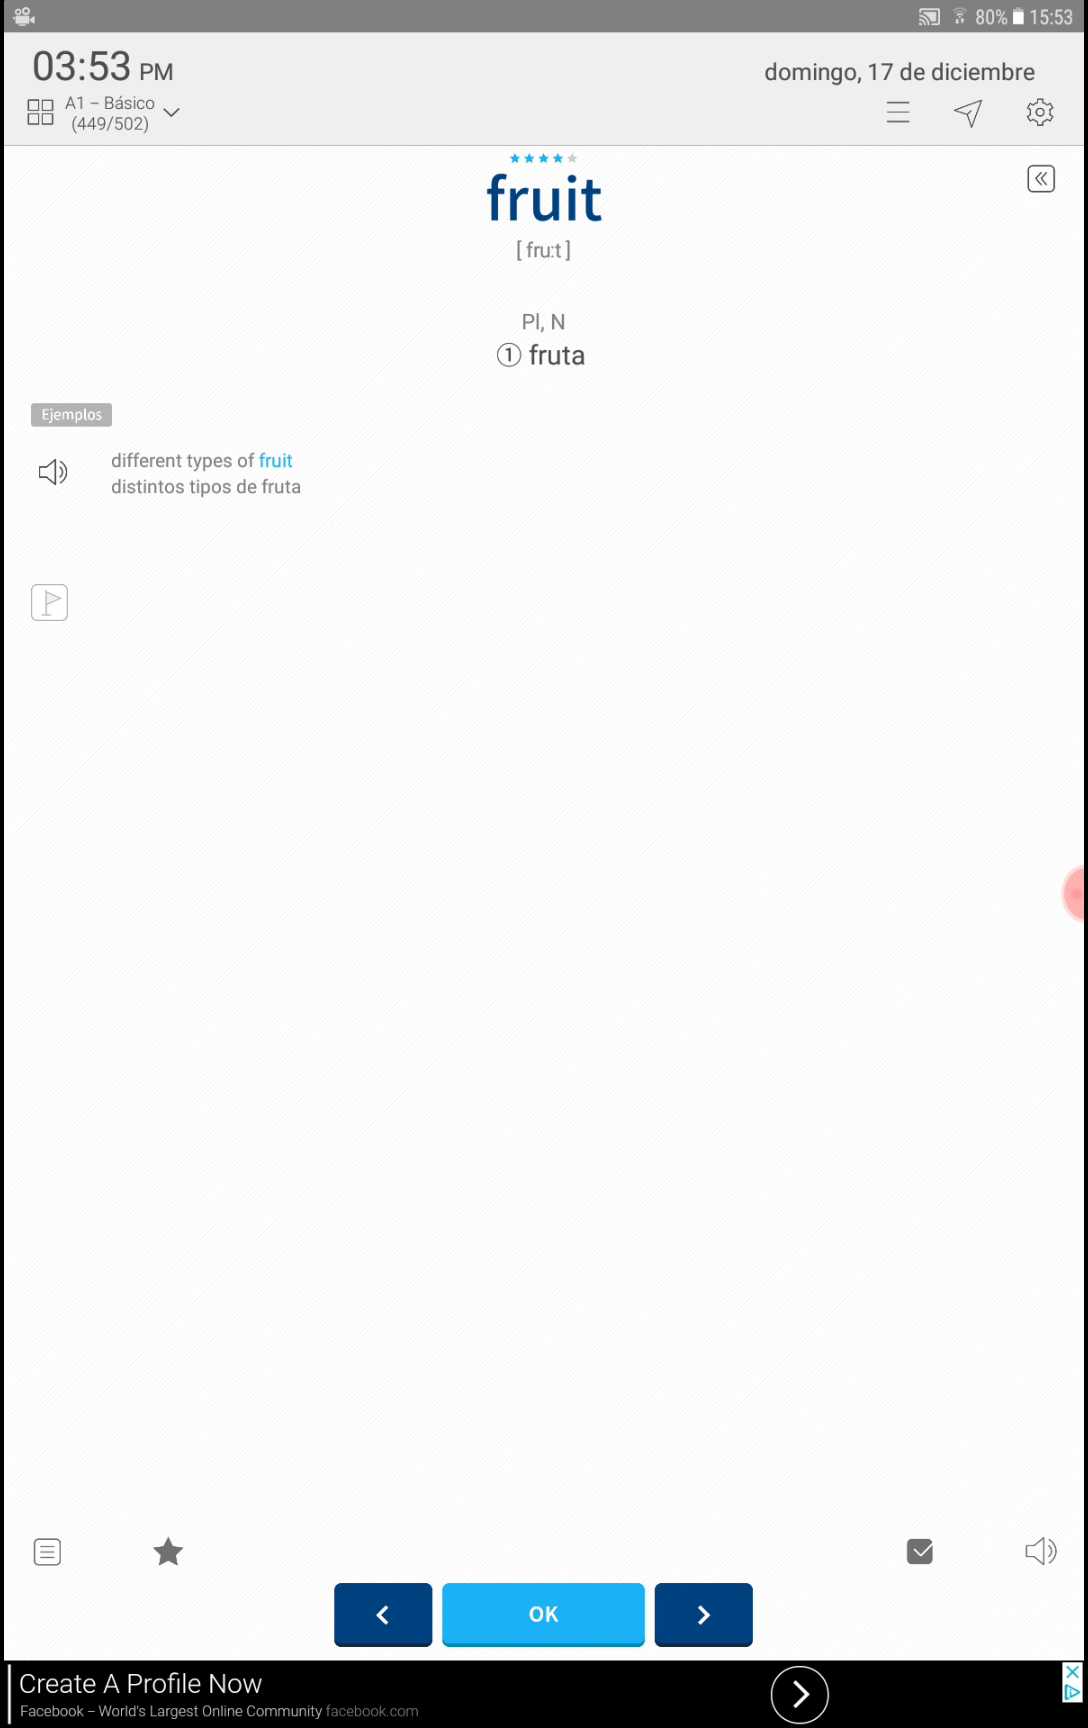 80% 15:53
03:53 PM
domingo, 17 de diciembre
A1 – Básico
(449/502)
fruit
[ fru:t ]
Pl, N
① fruta
Ejemplos
different types of fruit
distintos tipos de fruta
OK
Create A Profile Now
Facebook – World's Largest Online Community facebook.com